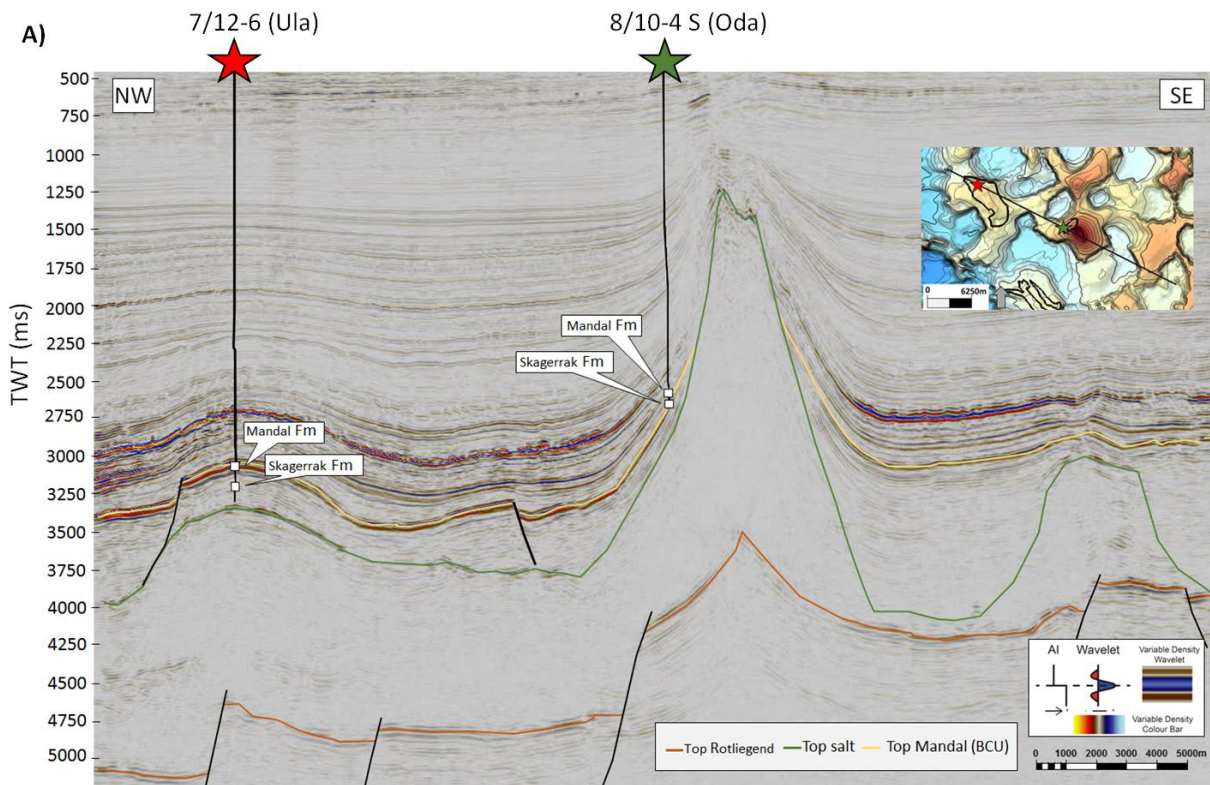 A)
7/12-6 (Ula)
8/10-4 S (Oda)
NW
SE
TWT (ms)
500
750
1000
1250
1500
1750
2000
2250
2500
2750
3000
3250
3500
3750
4000
4250
4500
4750
5000
0 6250m
Mandal Fm
Skagerrak Fm
Mandal Fm
Skagerrak Fm
AI Wavelet
Variable Density
Wavelet
Variable Density
Colour Bar
Top Rotliegend Top salt Top Mandal (BCU)
0 1000 2000 3000 4000 5000m